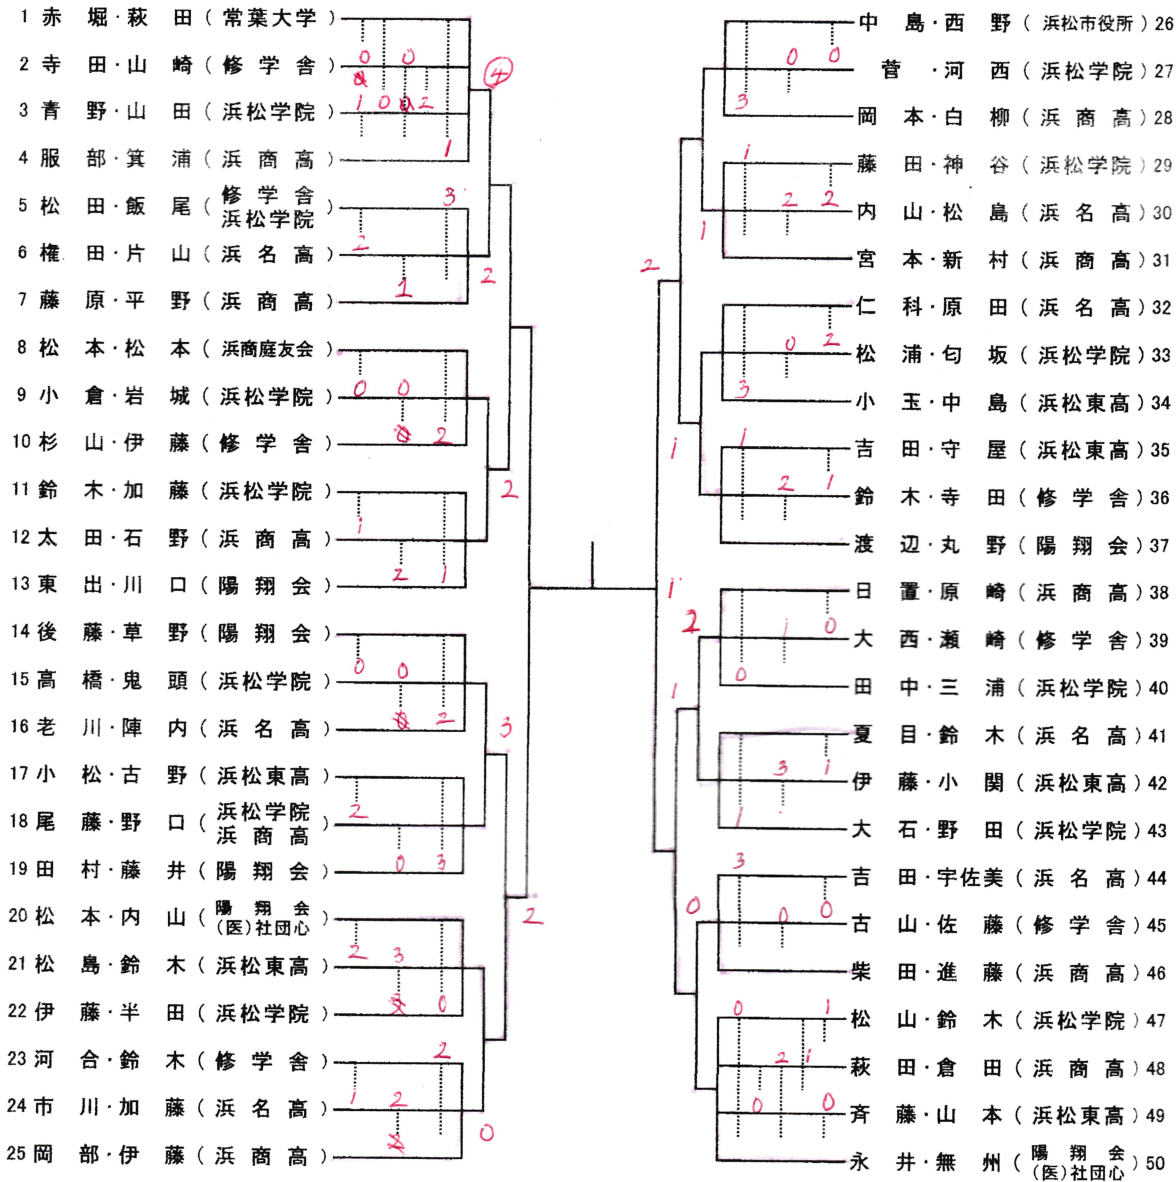 1 赤堀・萩田（常葉大学）
2 寺田・山崎（修学舎）
3 青野・山田（浜松学院）
4 服部・箕浦（浜商高）
5 松田・飯尾（修学舎 浜松学院）
6 権田・片山（浜名高）
7 藤原・平野（浜商高）
8 松本・松本（浜商庭友会）
9 小倉・岩城（浜松学院）
10 杉山・伊藤（修学舎）
11 鈴木・加藤（浜松学院）
12 太田・石野（浜商高）
13 東出・川口（陽翔会）
14 後藤・草野（陽翔会）
15 高橋・鬼頭（浜松学院）
16 老川・陣内（浜名高）
17 小松・古野（浜松東高）
18 尾藤・野口（浜松学院 浜商高）
19 田村・藤井（陽翔会）
20 松本・内山（陽翔会 (医)社団心）
21 松島・鈴木（浜松東高）
22 伊藤・半田（浜松学院）
23 河合・鈴木（修学舎）
24 市川・加藤（浜名高）
25 岡部・伊藤（浜商高）
中島・西野（浜松市役所）26
菅・河西（浜松学院）27
岡本・白柳（浜商高）28
藤田・神谷（浜松学院）29
内山・松島（浜名高）30
宮本・新村（浜商高）31
仁科・原田（浜名高）32
松浦・匂坂（浜松学院）33
小玉・中島（浜松東高）34
吉田・守屋（浜松東高）35
鈴木・寺田（修学舎）36
渡辺・丸野（陽翔会）37
日置・原崎（浜商高）38
大西・瀬崎（修学舎）39
田中・三浦（浜松学院）40
夏目・鈴木（浜名高）41
伊藤・小関（浜松東高）42
大石・野田（浜松学院）43
吉田・宇佐美（浜名高）44
古山・佐藤（修学舎）45
柴田・進藤（浜商高）46
松山・鈴木（浜松学院）47
萩田・倉田（浜商高）48
斉藤・山本（浜松東高）49
永井・無州（陽翔会 (医)社団心）50